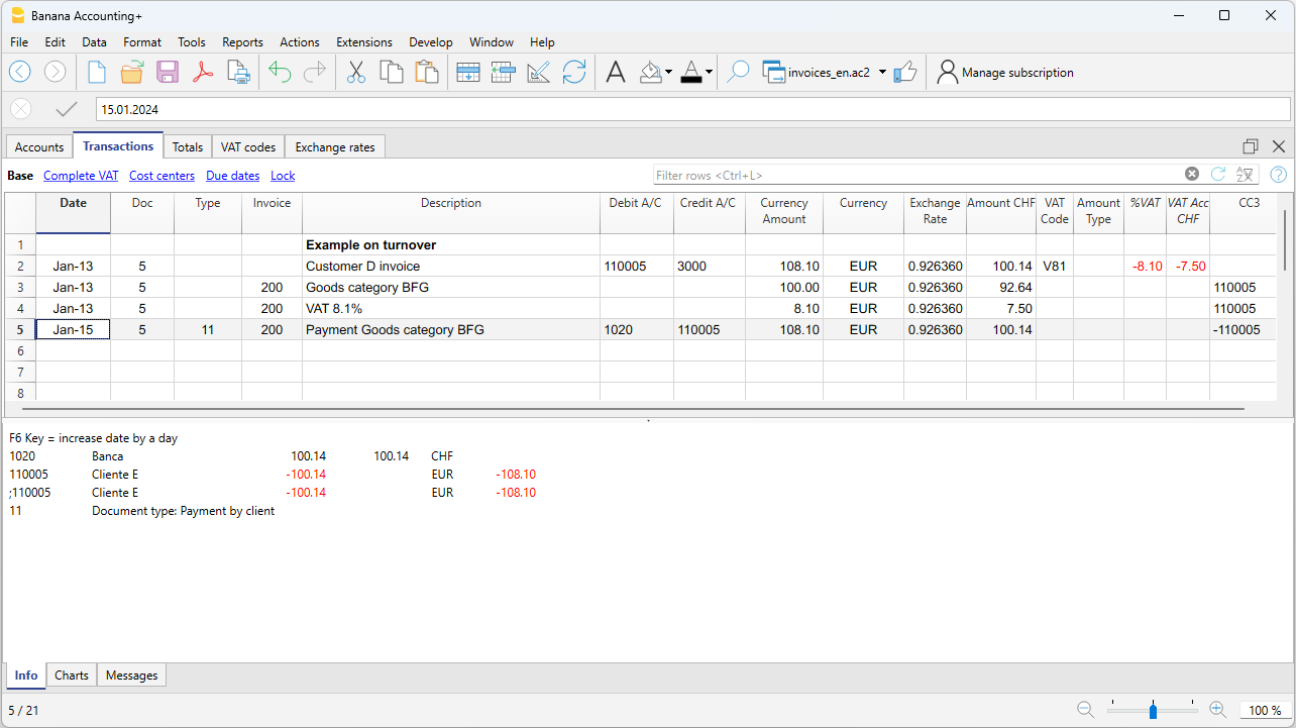 Banana Accounting+
File Edit Data Format Tools Reports Actions Extensions Develop Window Help
invoices_en.ac2 Manage subscription
15.01.2024
Accounts Transactions Totals VAT codes Exchange rates
Base Complete VAT Cost centers Due dates Lock Filter rows <Ctrl+L>
Date Doc Type Invoice Description Debit A/C Credit A/C Currency Amount Currency Exchange Rate Amount CHF VAT Code Amount Type %VAT VAT Acc CHF CC3
1 Example on turnover
2 Jan-13 5 Customer D invoice 110005 3000 108.10 EUR 0.926360 100.14 V81 -8.10 -7.50
3 Jan-13 5 200 Goods category BFG 100.00 EUR 0.926360 92.64 110005
4 Jan-13 5 200 VAT 8.1% 8.10 EUR 0.926360 7.50 110005
5 Jan-15 5 11 200 Payment Goods category BFG 1020 110005 108.10 EUR 0.926360 100.14 -110005
6
7
8
F6 Key = increase date by a day
1020 Banca 100.14 100.14 CHF
110005 Cliente E -100.14 EUR -108.10
;110005 Cliente E -100.14 EUR -108.10
11 Document type: Payment by client
Info Charts Messages
5 / 21 100 %